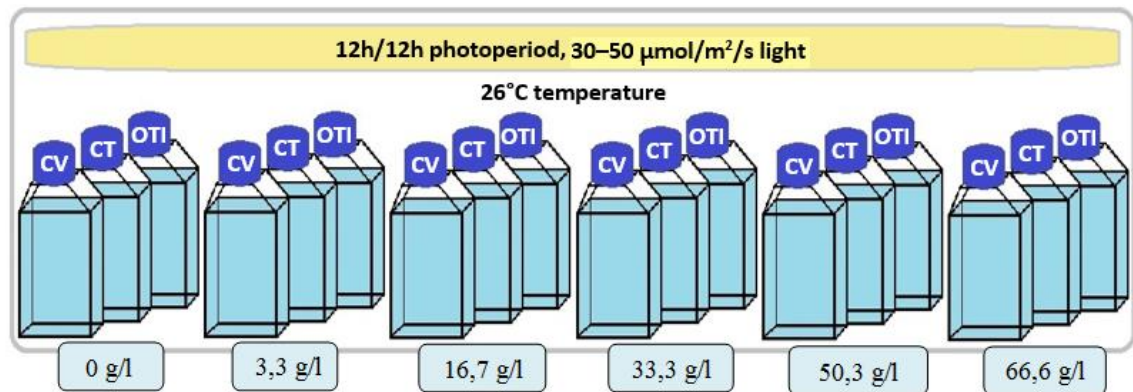 12h/12h photoperiod, 30–50 µmol/m²/s light
26°C temperature
CV CT OTI CV CT OTI CV CT OTI CV CT OTI CV CT OTI CV CT OTI
0 g/l 3,3 g/l 16,7 g/l 33,3 g/l 50,3 g/l 66,6 g/l